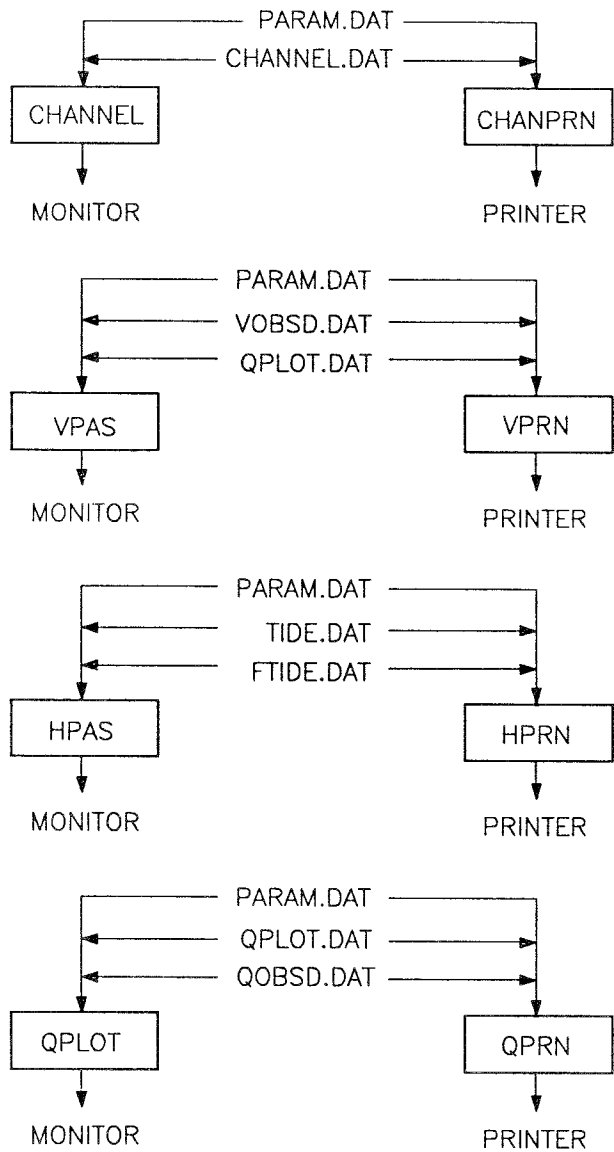 PARAM.DAT
CHANNEL.DAT
CHANNEL
CHANPRN
MONITOR
PRINTER
PARAM.DAT
VOBSD.DAT
QPLOT.DAT
VPAS
VPRN
MONITOR
PRINTER
PARAM.DAT
TIDE.DAT
FTIDE.DAT
HPAS
HPRN
MONITOR
PRINTER
PARAM.DAT
QPLOT.DAT
QOBSD.DAT
QPLOT
QPRN
MONITOR
PRINTER